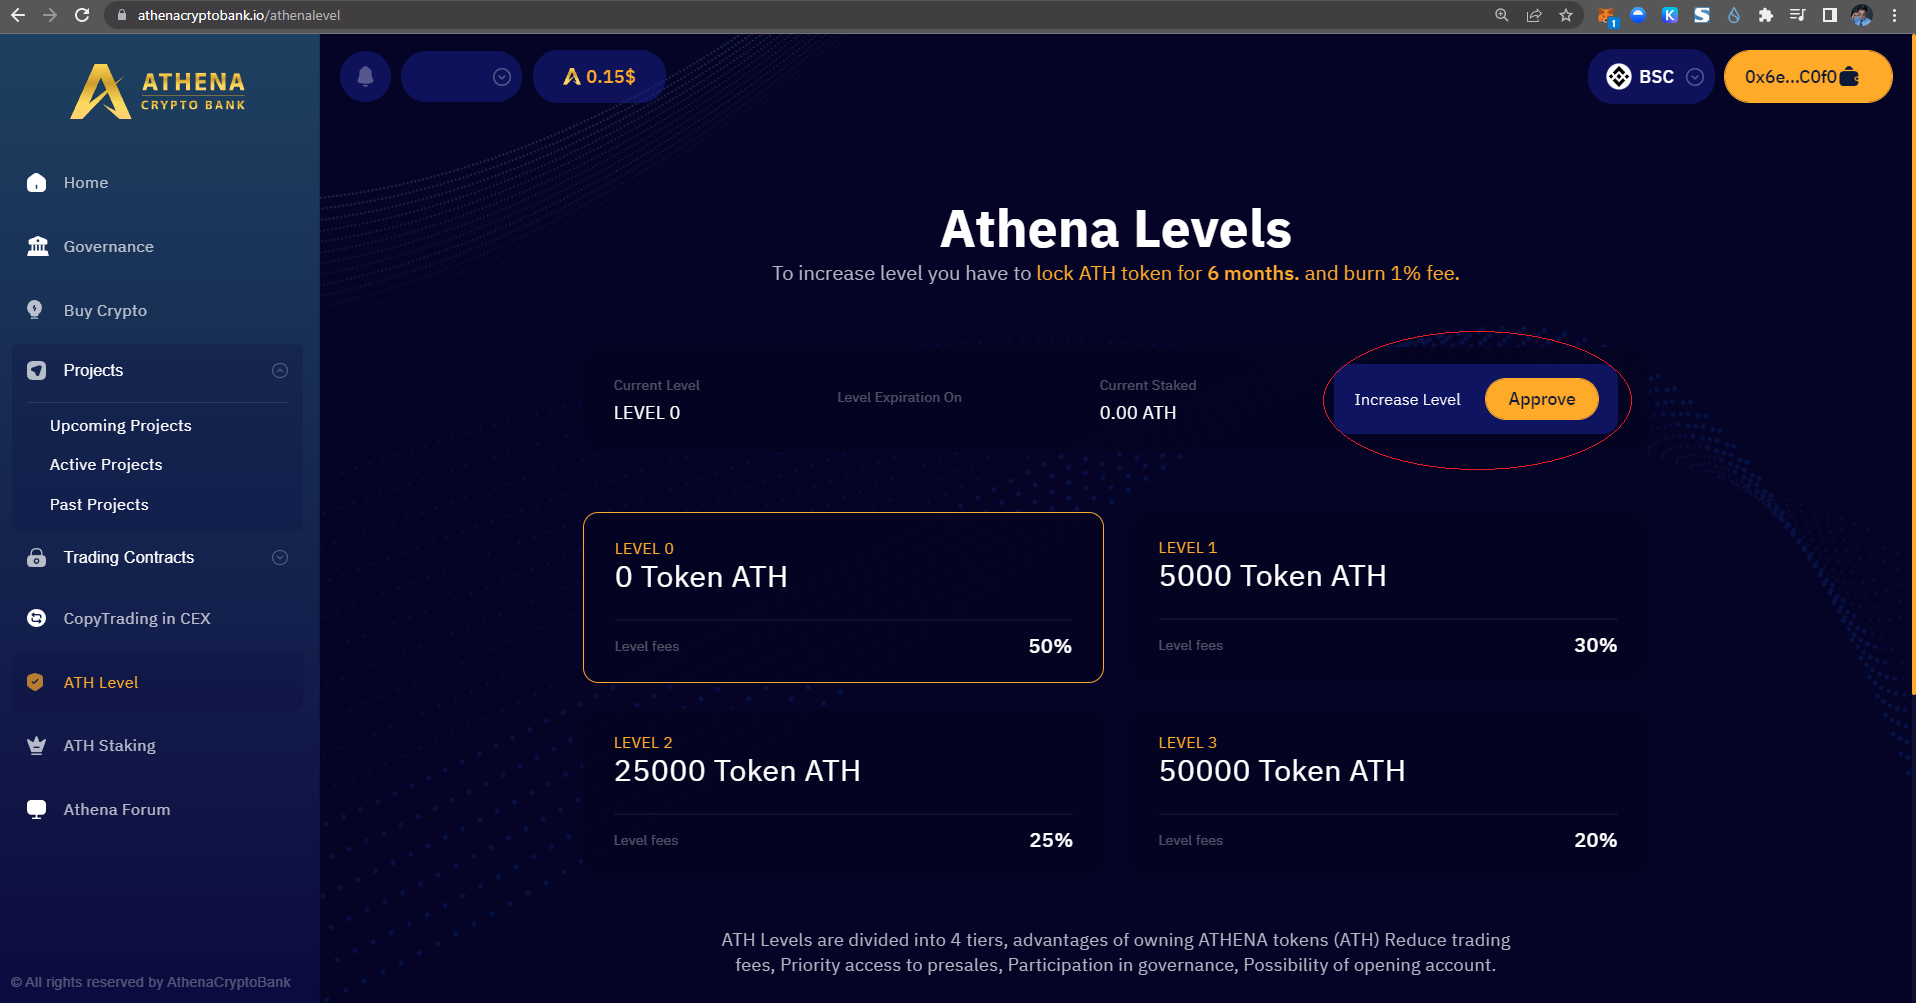 athenacryptobank.io/athenalevel
1
ATHENA
CRYPTO BANK
0.15$
BSC
0x6e...C0f0
Home
Governance
Buy Crypto
Projects
Upcoming Projects
Active Projects
Past Projects
Trading Contracts
CopyTrading in CEX
ATH Level
ATH Staking
Athena Forum
© All rights reserved by AthenaCryptoBank
Athena Levels
To increase level you have to lock ATH token for 6 months. and burn 1% fee.
Current Level
LEVEL 0
Level Expiration On
Current Staked
0.00 ATH
Increase Level
Approve
LEVEL 0
0 Token ATH
Level fees
50%
LEVEL 1
5000 Token ATH
Level fees
30%
LEVEL 2
25000 Token ATH
Level fees
25%
LEVEL 3
50000 Token ATH
Level fees
20%
ATH Levels are divided into 4 tiers, advantages of owning ATHENA tokens (ATH) Reduce trading
fees, Priority access to presales, Participation in governance, Possibility of opening account.